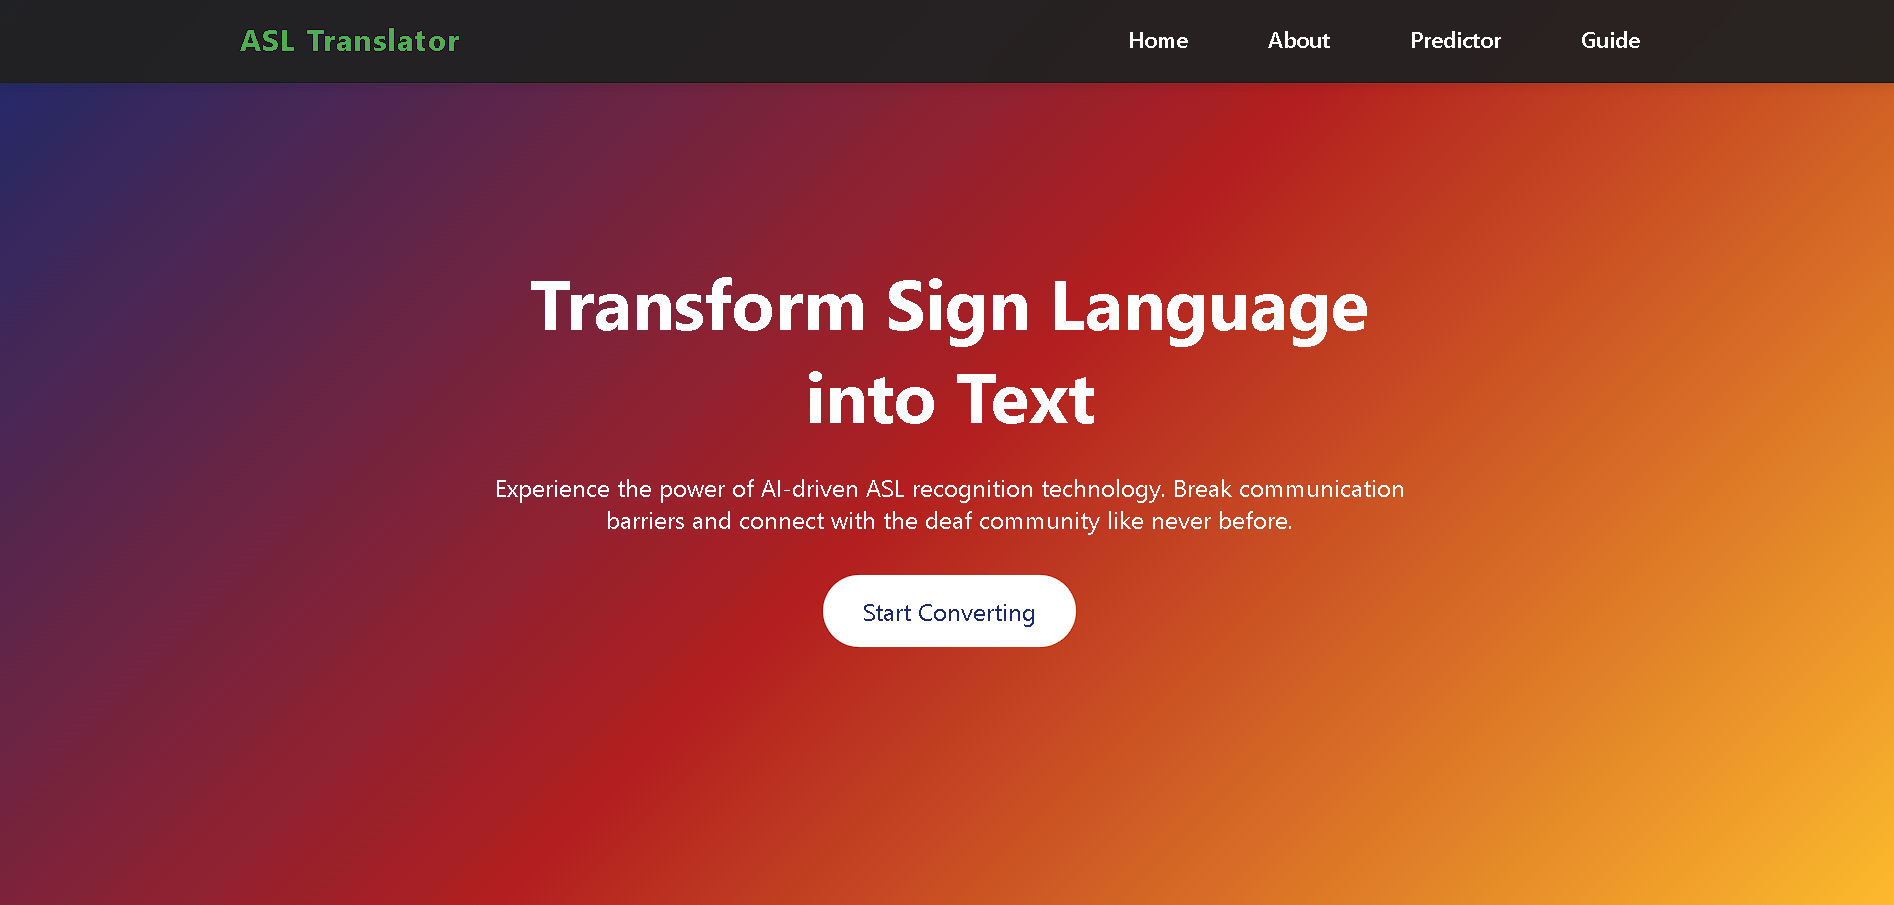 ASL Translator
Home
About
Predictor
Guide
Transform Sign Language
into Text
Experience the power of AI-driven ASL recognition technology. Break communication
barriers and connect with the deaf community like never before.
Start Converting